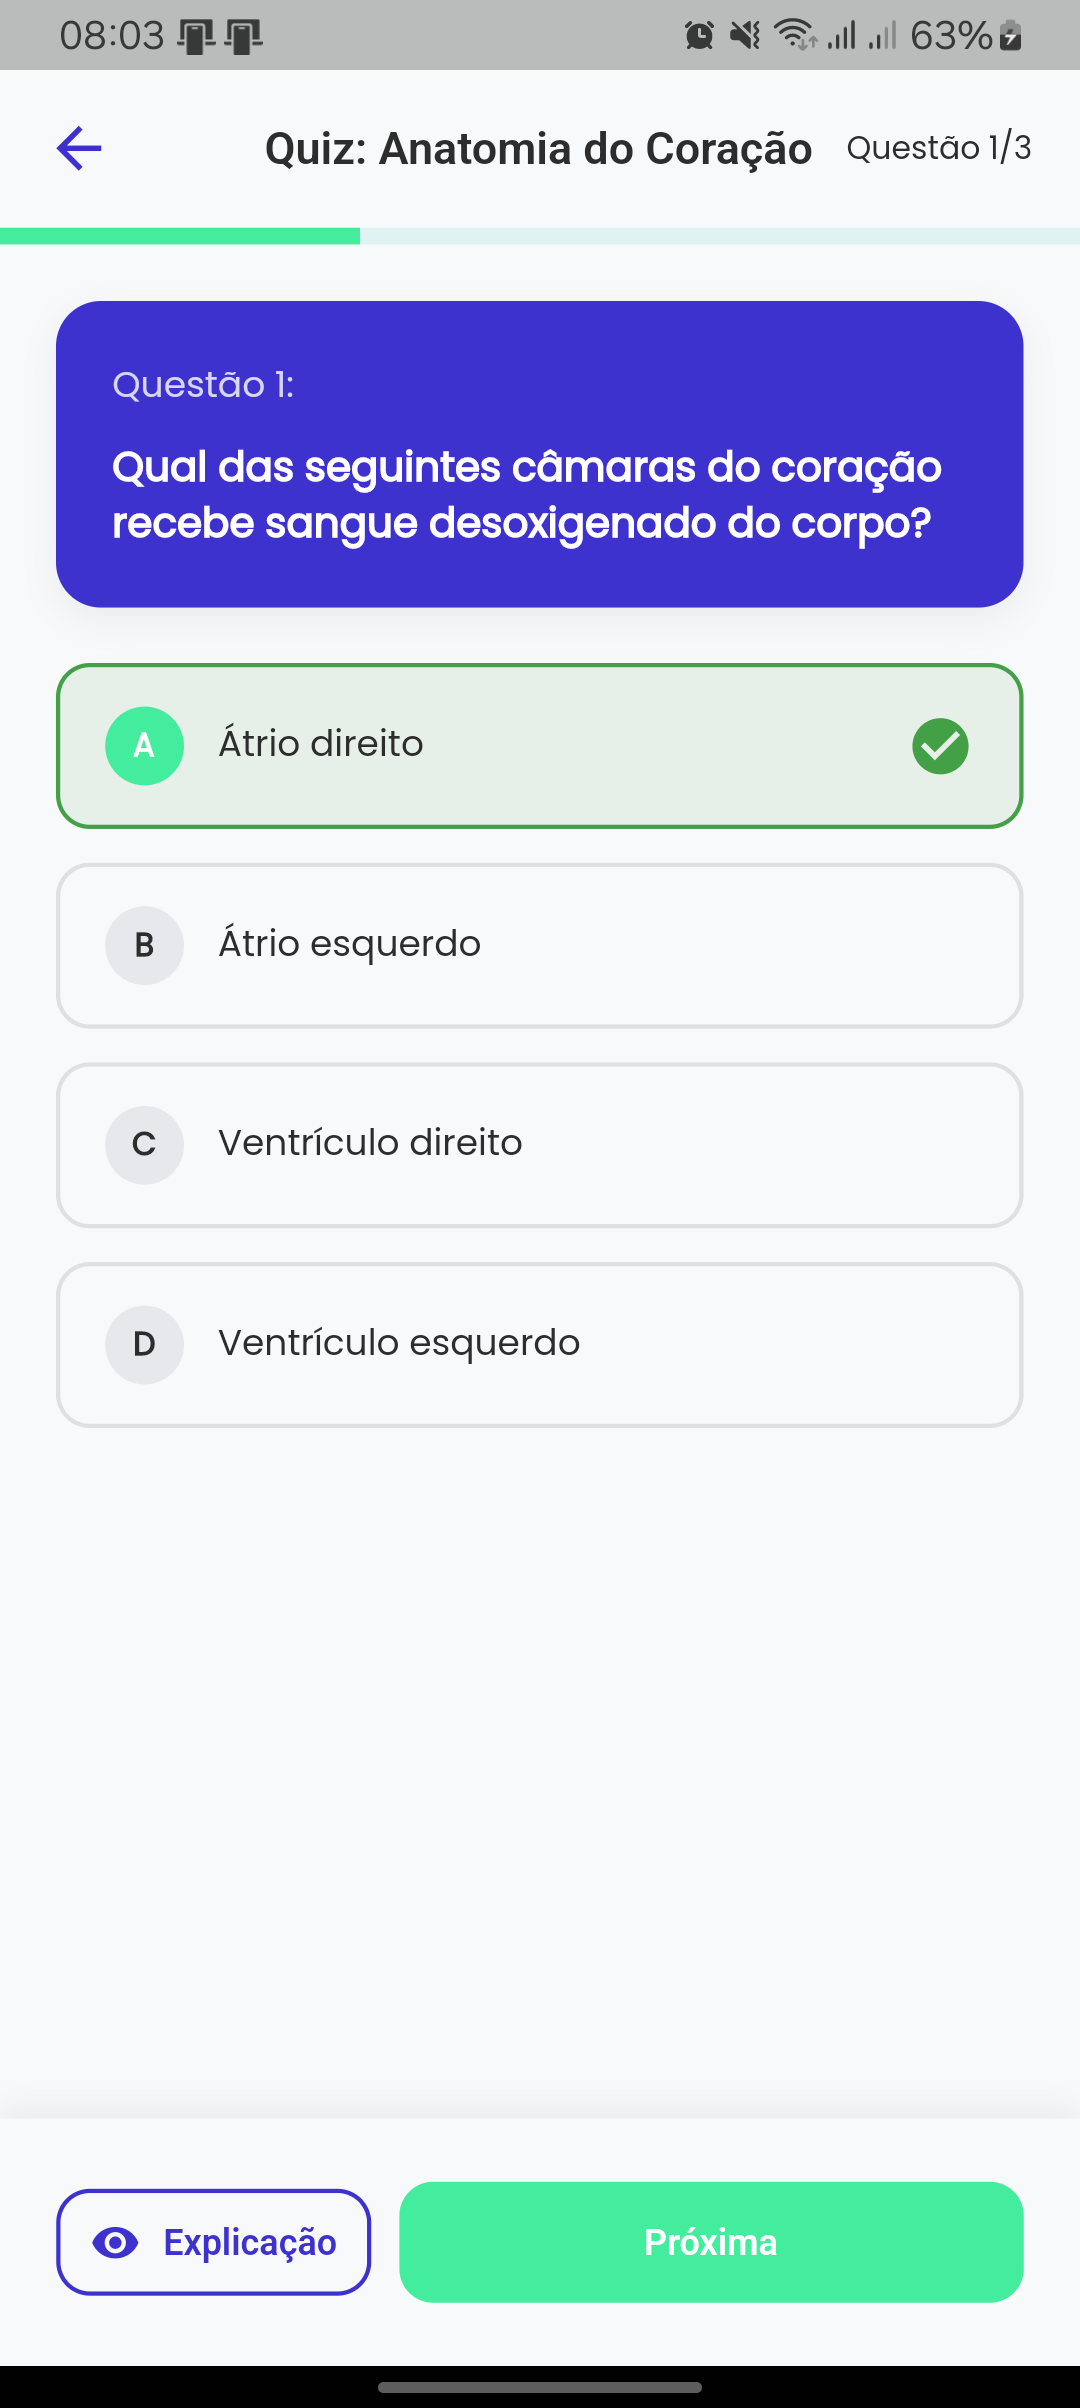 08:03
63%
Quiz: Anatomia do Coração
Questão 1/3
Questão 1:
Qual das seguintes câmaras do coração
recebe sangue desoxigenado do corpo?
A Átrio direito
B Átrio esquerdo
C Ventrículo direito
D Ventrículo esquerdo
Explicação
Próxima